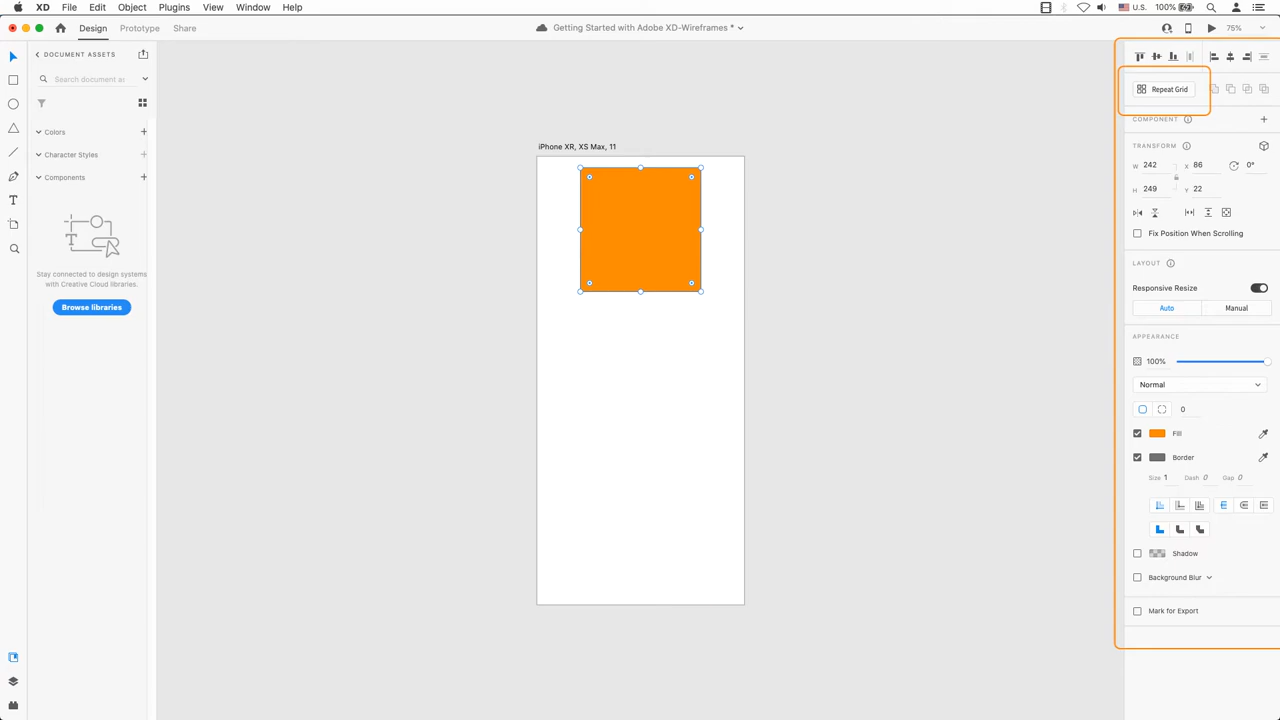 XD File Edit Object Plugins View Window Help U.S. 100%
Design Prototype Share Getting Started with Adobe XD-Wireframes * 75%
DOCUMENT ASSETS
Search document as
Colors
Character Styles
Components
Stay connected to design systems
with Creative Cloud libraries.
Browse libraries
iPhone XR, XS Max, 11
Repeat Grid
COMPONENT
TRANSFORM
W 242 X 86 0°
H 249 Y 22
Fix Position When Scrolling
LAYOUT
Responsive Resize
Auto Manual
APPEARANCE
100%
Normal
0
Fill
Border
Size 1 Dash 0 Gap 0
Shadow
Background Blur
Mark for Export